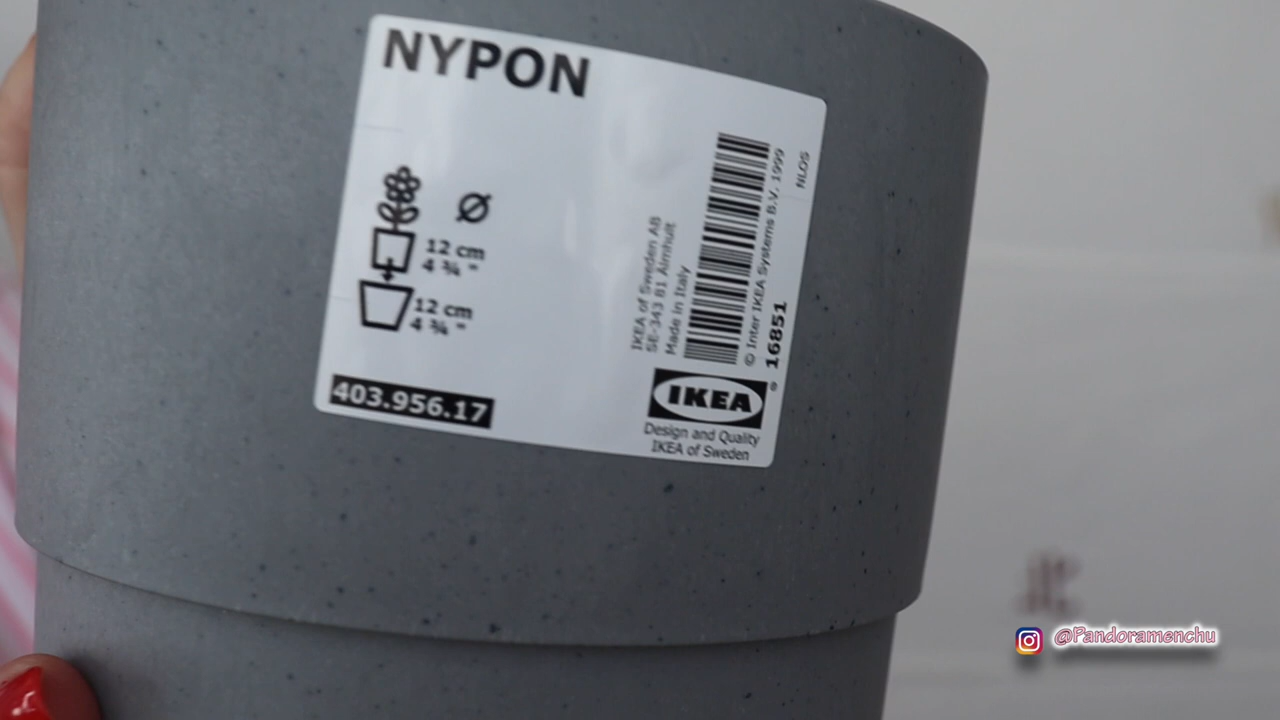 NYPON
Ø
12 cm
4 ¾ "
12 cm
4 ¾ "
403.956.17
IKEA of Sweden AB
SE-343 81 Älmhult
Made in Italy
© Inter IKEA Systems B.V. 1999
16851
NLOS
IKEA
®
Design and Quality
IKEA of Sweden
@Pandoramenchu